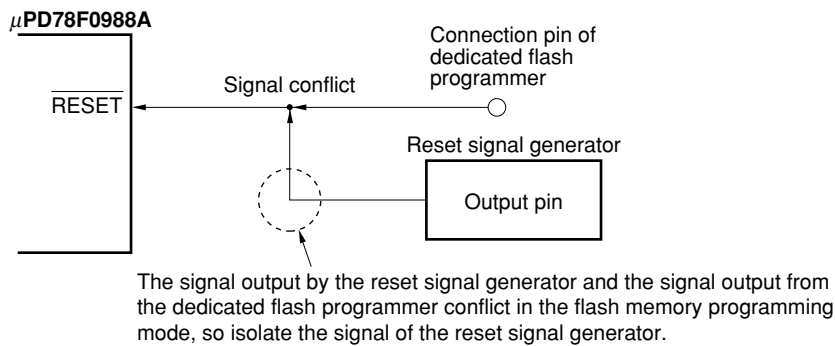 μPD78F0988A
Connection pin of
dedicated flash
programmer
Signal conflict
RESET
Reset signal generator
Output pin
The signal output by the reset signal generator and the signal output from
the dedicated flash programmer conflict in the flash memory programming
mode, so isolate the signal of the reset signal generator.